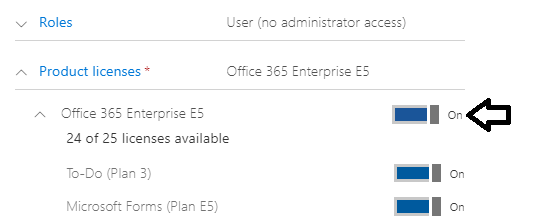 Roles User (no administrator access)
Product licenses * Office 365 Enterprise E5
Office 365 Enterprise E5 On
24 of 25 licenses available
To-Do (Plan 3) On
Microsoft Forms (Plan E5) On